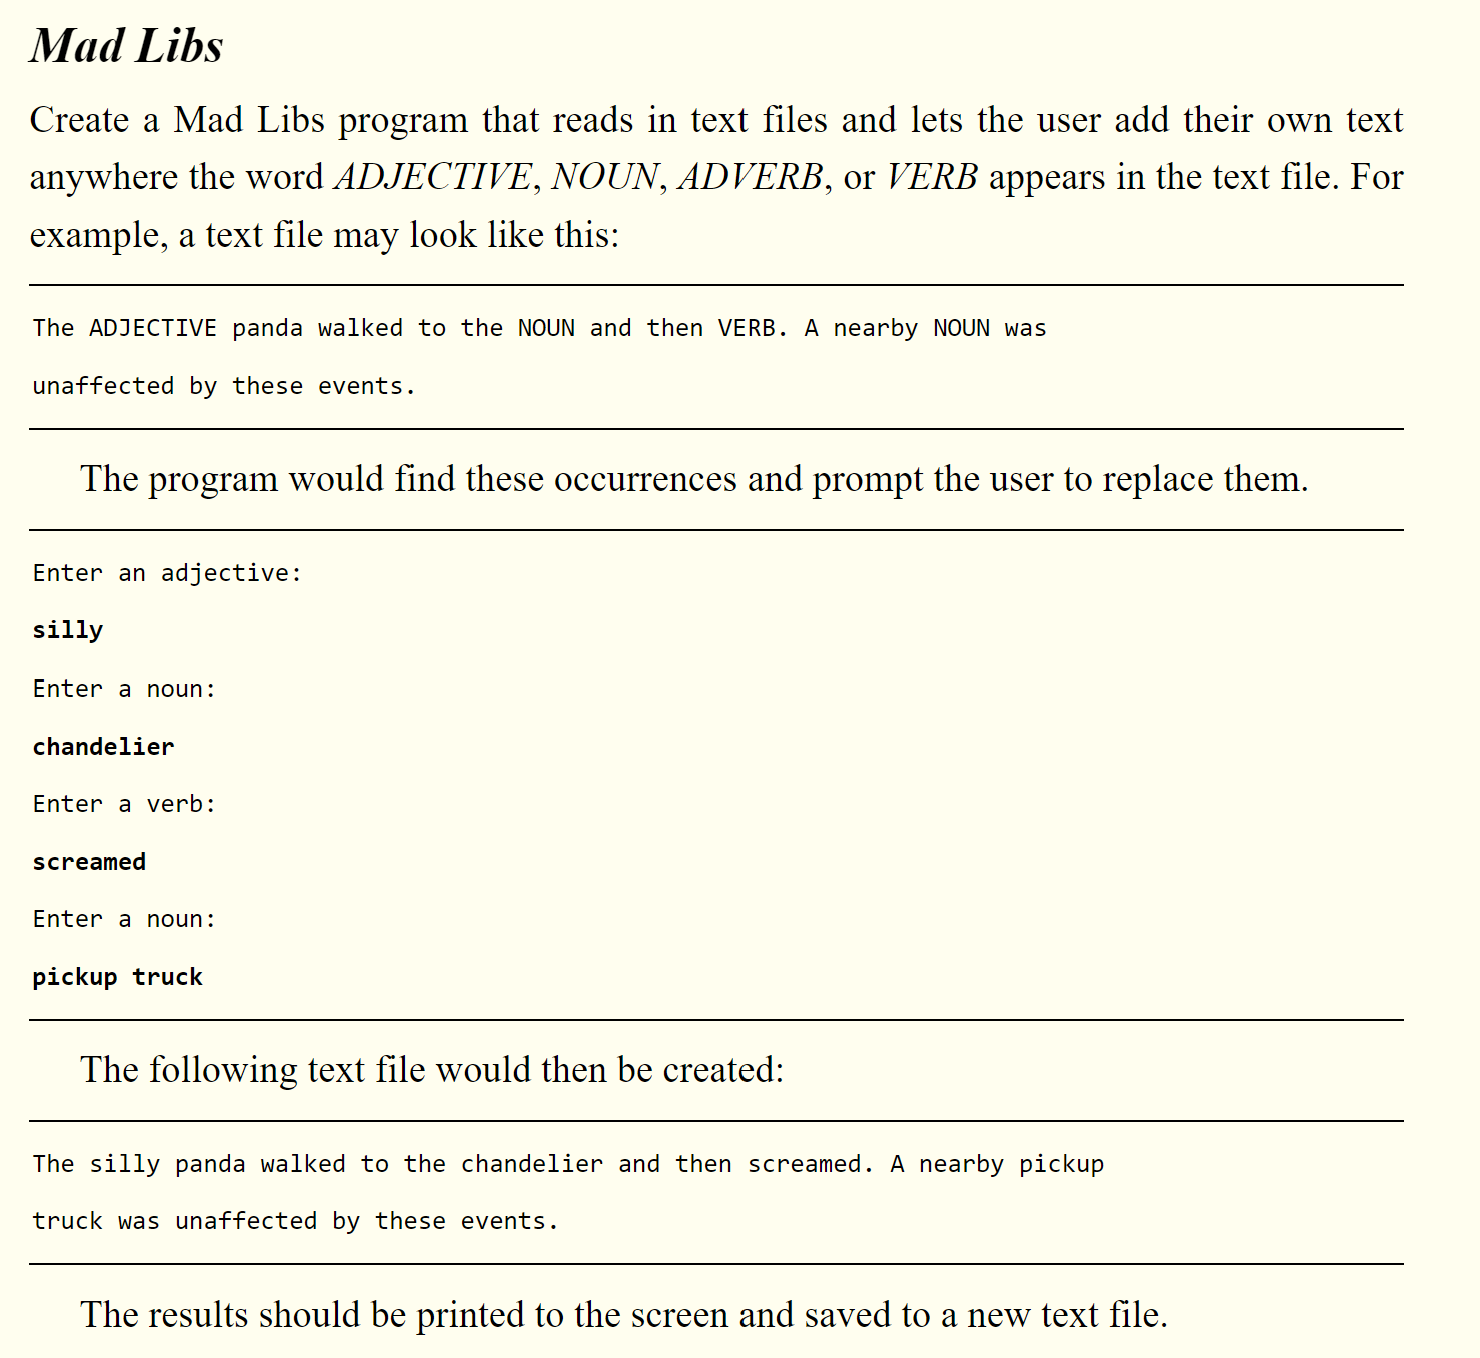 Mad Libs
Create a Mad Libs program that reads in text files and lets the user add their own text
anywhere the word ADJECTIVE, NOUN, ADVERB, or VERB appears in the text file. For
example, a text file may look like this:
The ADJECTIVE panda walked to the NOUN and then VERB. A nearby NOUN was
unaffected by these events.
The program would find these occurrences and prompt the user to replace them.
Enter an adjective:
silly
Enter a noun:
chandelier
Enter a verb:
screamed
Enter a noun:
pickup truck
The following text file would then be created:
The silly panda walked to the chandelier and then screamed. A nearby pickup
truck was unaffected by these events.
The results should be printed to the screen and saved to a new text file.